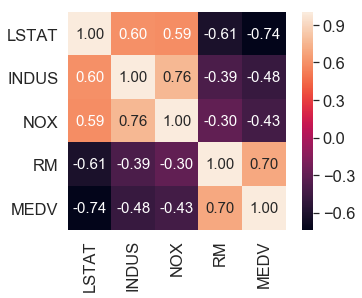 LSTAT 1.00 0.60 0.59 -0.61 -0.74
INDUS 0.60 1.00 0.76 -0.39 -0.48
NOX 0.59 0.76 1.00 -0.30 -0.43
RM -0.61 -0.39 -0.30 1.00 0.70
MEDV -0.74 -0.48 -0.43 0.70 1.00
LSTAT INDUS NOX RM MEDV
0.9
0.6
0.3
0.0
−0.3
−0.6